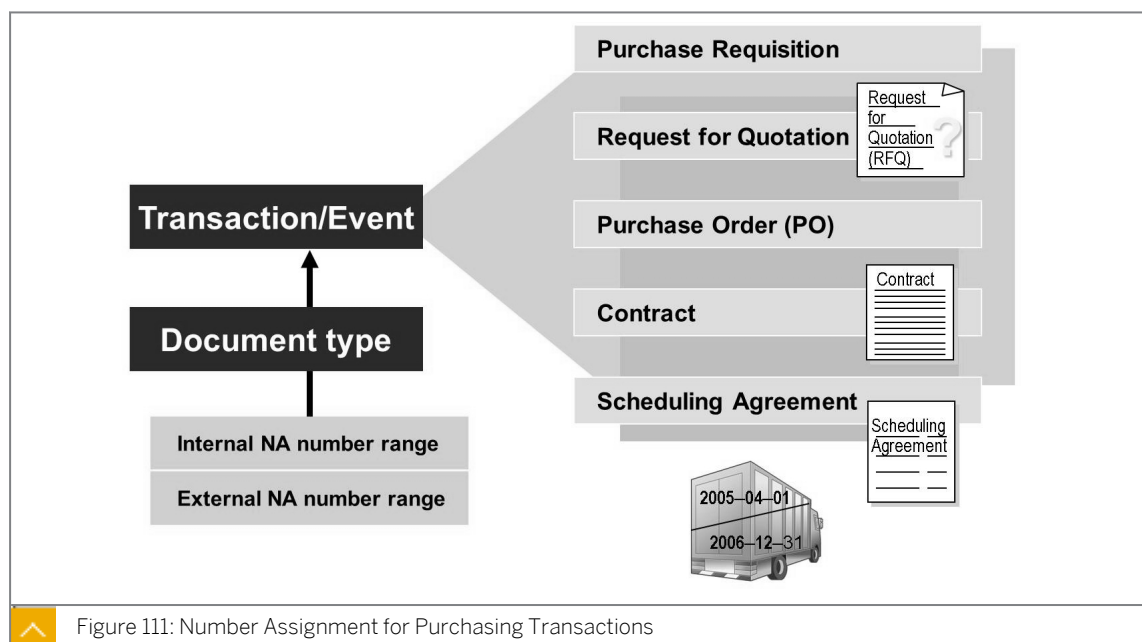 Purchase Requisition
Request
for
Quotation
(RFQ)
?
Request for Quotation
Transaction/Event
Purchase Order (PO)
Contract
Contract
Document type
Scheduling Agreement
Scheduling
Agreement
Internal NA number range
External NA number range
2005–04–01
2006–12–31
Figure 111: Number Assignment for Purchasing Transactions